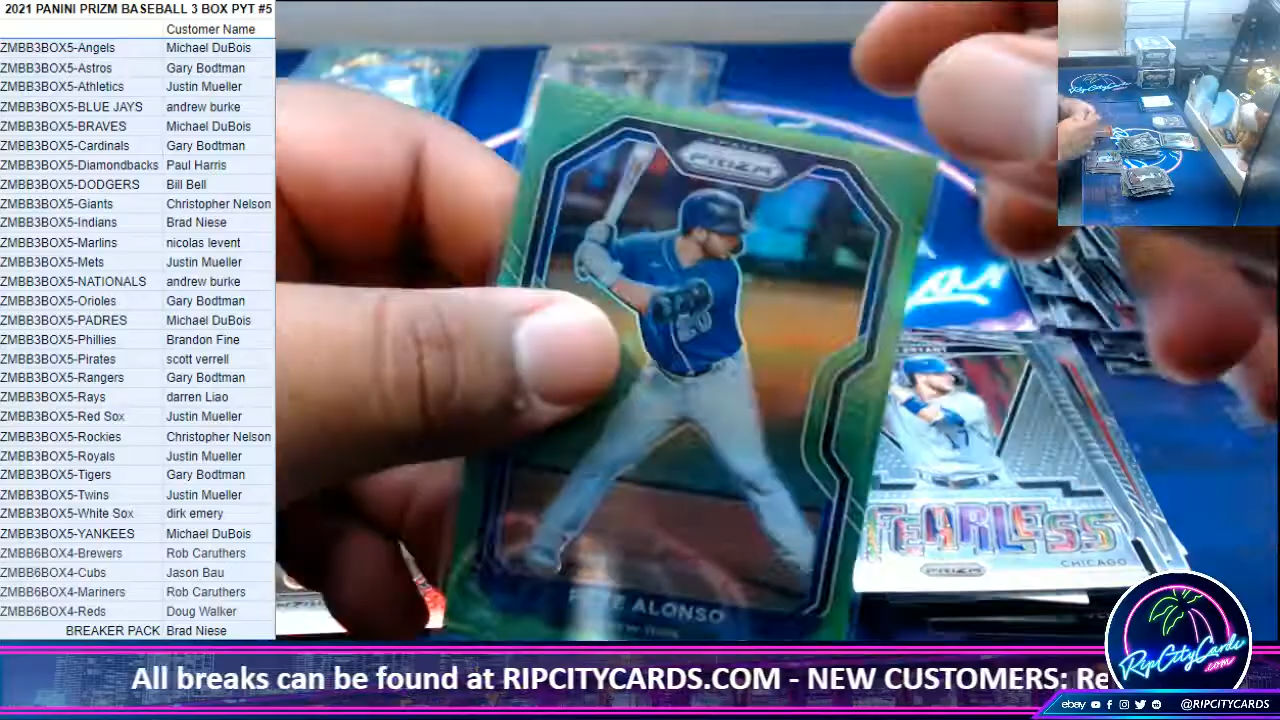 2021 PANINI PRIZM BASEBALL 3 BOX PYT #5
Customer Name
ZMBB3BOX5-Angels Michael DuBois
ZMBB3BOX5-Astros Gary Bodtman
ZMBB3BOX5-Athletics Justin Mueller
ZMBB3BOX5-BLUE JAYS andrew burke
ZMBB3BOX5-BRAVES Michael DuBois
ZMBB3BOX5-Cardinals Gary Bodtman
ZMBB3BOX5-Diamondbacks Paul Harris
ZMBB3BOX5-DODGERS Bill Bell
ZMBB3BOX5-Giants Christopher Nelson
ZMBB3BOX5-Indians Brad Niese
ZMBB3BOX5-Marlins nicolas levent
ZMBB3BOX5-Mets Justin Mueller
ZMBB3BOX5-NATIONALS andrew burke
ZMBB3BOX5-Orioles Gary Bodtman
ZMBB3BOX5-PADRES Michael DuBois
ZMBB3BOX5-Phillies Brandon Fine
ZMBB3BOX5-Pirates scott verrell
ZMBB3BOX5-Rangers Gary Bodtman
ZMBB3BOX5-Rays darren Liao
ZMBB3BOX5-Red Sox Justin Mueller
ZMBB3BOX5-Rockies Christopher Nelson
ZMBB3BOX5-Royals Justin Mueller
ZMBB3BOX5-Tigers Gary Bodtman
ZMBB3BOX5-Twins Justin Mueller
ZMBB3BOX5-White Sox dirk emery
ZMBB3BOX5-YANKEES Michael DuBois
ZMBB6BOX4-Brewers Rob Caruthers
ZMBB6BOX4-Cubs Jason Bau
ZMBB6BOX4-Mariners Rob Caruthers
ZMBB6BOX4-Reds Doug Walker
BREAKER PACK Brad Niese
PRIZM
20
ALONSO
BRYANT
17
FEARLESS
CHICAGO
PRIZM
RipCityCards
.com
All breaks can be found at RIPCITYCARDS.COM - NEW CUSTOMERS: Re
ebay @RIPCITYCARDS